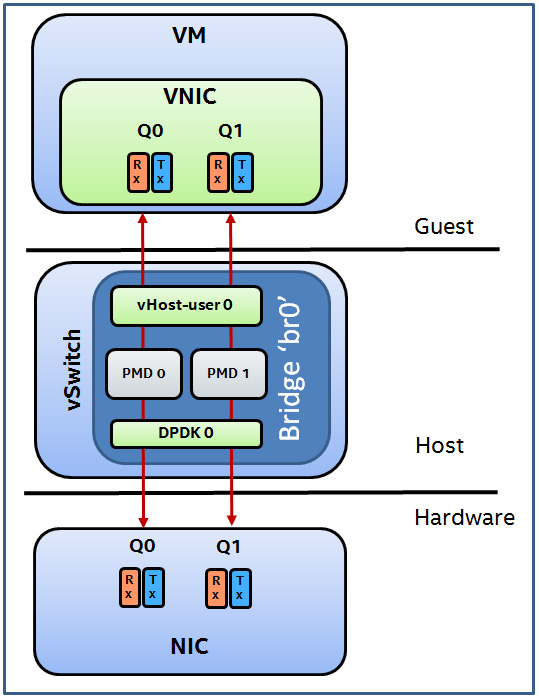 VM
VNIC
Q0 Q1
Rx Tx Rx Tx
Guest
vSwitch
vHost-user 0
PMD 0 PMD 1
DPDK 0
Bridge ‘br0’
Host
Hardware
Q0 Q1
Rx Tx Rx Tx
NIC